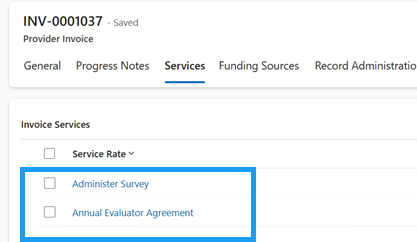 INV-0001037 - Saved
Provider Invoice
General Progress Notes Services Funding Sources Record Administratio
Invoice Services
Service Rate
Administer Survey
Annual Evaluator Agreement